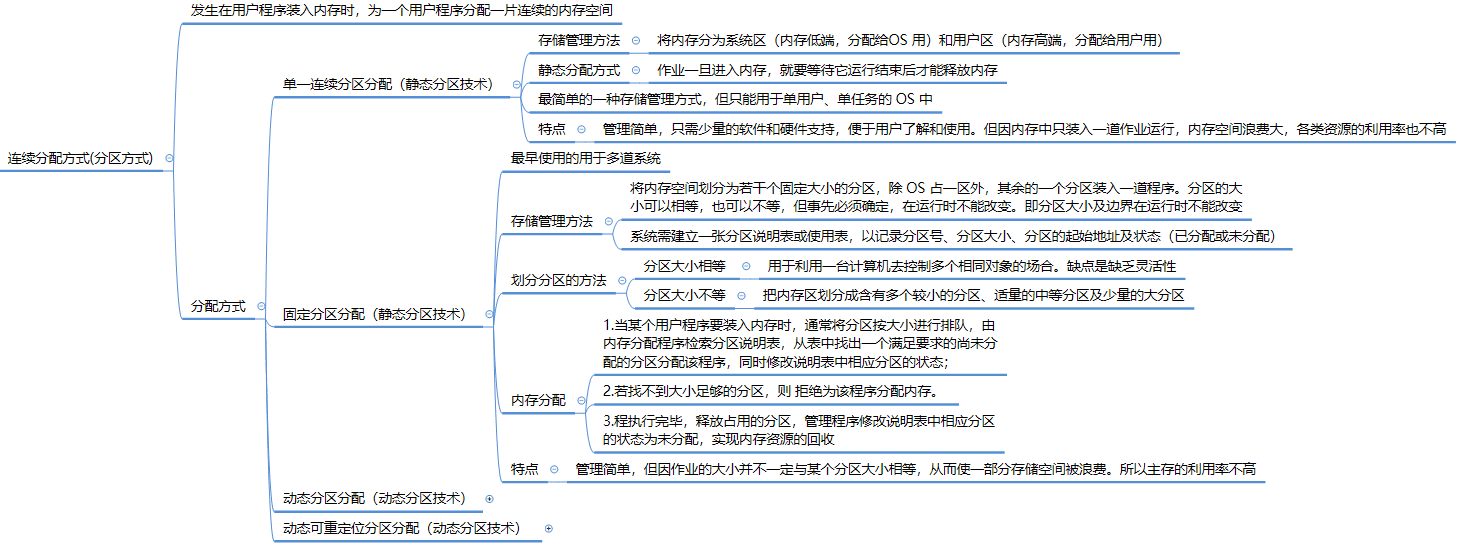 连续分配方式(分区方式)
发生在用户程序装入内存时，为一个用户程序分配一片连续的内存空间
分配方式
单一连续分区分配（静态分区技术）
存储管理方法
将内存分为系统区（内存低端，分配给OS 用）和用户区（内存高端，分配给用户用）
静态分配方式
作业一旦进入内存，就要等待它运行结束后才能释放内存
最简单的一种存储管理方式，但只能用于单用户、单任务的 OS 中
特点
管理简单，只需少量的软件和硬件支持，便于用户了解和使用。但因内存中只装入一道作业运行，内存空间浪费大，各类资源的利用率也不高
固定分区分配（静态分区技术）
最早使用的用于多道系统
存储管理方法
将内存空间划分为若干个固定大小的分区，除 OS 占一区外，其余的一个分区装入一道程序。分区的大
小可以相等，也可以不等，但事先必须确定，在运行时不能改变。即分区大小及边界在运行时不能改变
系统需建立一张分区说明表或使用表，以记录分区号、分区大小、分区的起始地址及状态（已分配或未分配）
划分分区的方法
分区大小相等
用于利用一台计算机去控制多个相同对象的场合。缺点是缺乏灵活性
分区大小不等
把内存区划分成含有多个较小的分区、适量的中等分区及少量的大分区
内存分配
1.当某个用户程序要装入内存时，通常将分区按大小进行排队，由
内存分配程序检索分区说明表，从表中找出一个满足要求的尚未分
配的分区分配该程序，同时修改说明表中相应分区的状态；
2.若找不到大小足够的分区，则 拒绝为该程序分配内存。
3.程执行完毕，释放占用的分区，管理程序修改说明表中相应分区
的状态为未分配，实现内存资源的回收
特点
管理简单，但因作业的大小并不一定与某个分区大小相等，从而使一部分存储空间被浪费。所以主存的利用率不高
动态分区分配（动态分区技术）
动态可重定位分区分配（动态分区技术）